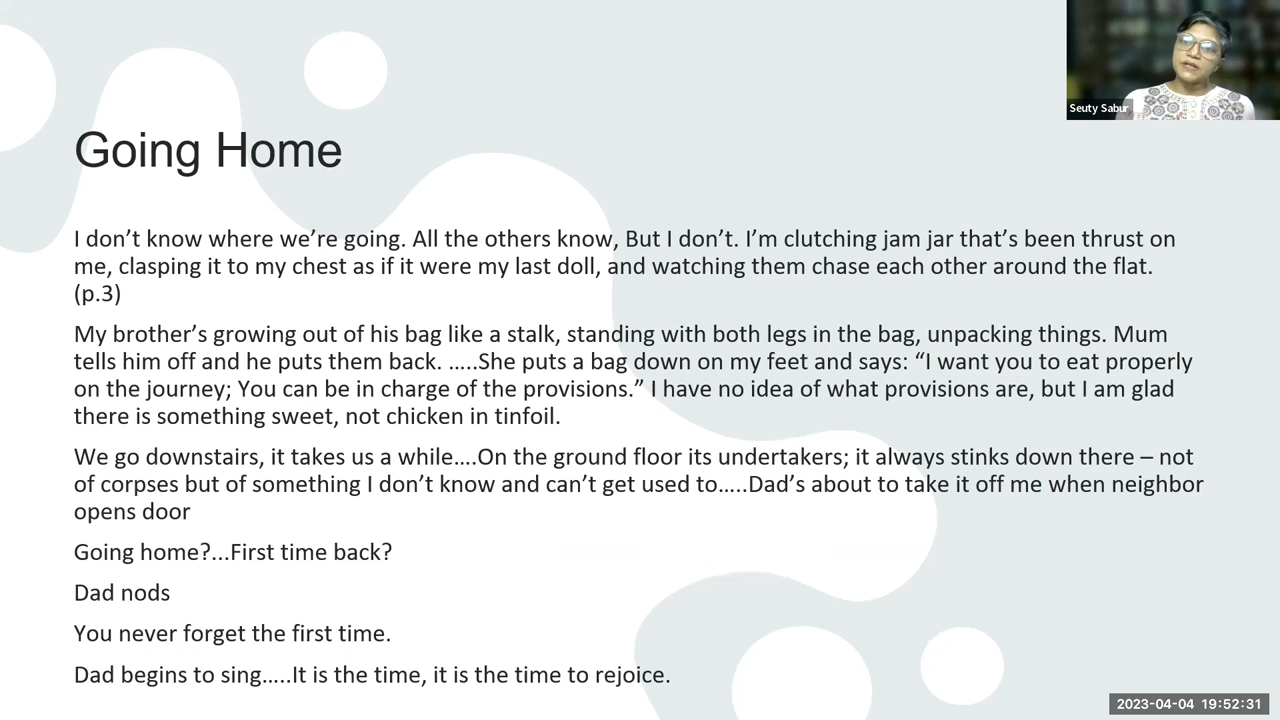 Seuty Sabur
Going Home
I don’t know where we’re going. All the others know, But I don’t. I’m clutching jam jar that’s been thrust on
me, clasping it to my chest as if it were my last doll, and watching them chase each other around the flat.
(p.3)
My brother’s growing out of his bag like a stalk, standing with both legs in the bag, unpacking things. Mum
tells him off and he puts them back. …..She puts a bag down on my feet and says: “I want you to eat properly
on the journey; You can be in charge of the provisions.” I have no idea of what provisions are, but I am glad
there is something sweet, not chicken in tinfoil.
We go downstairs, it takes us a while….On the ground floor its undertakers; it always stinks down there – not
of corpses but of something I don’t know and can’t get used to…..Dad’s about to take it off me when neighbor
opens door
Going home?...First time back?
Dad nods
You never forget the first time.
Dad begins to sing…..It is the time, it is the time to rejoice.
2023-04-04 19:52:31